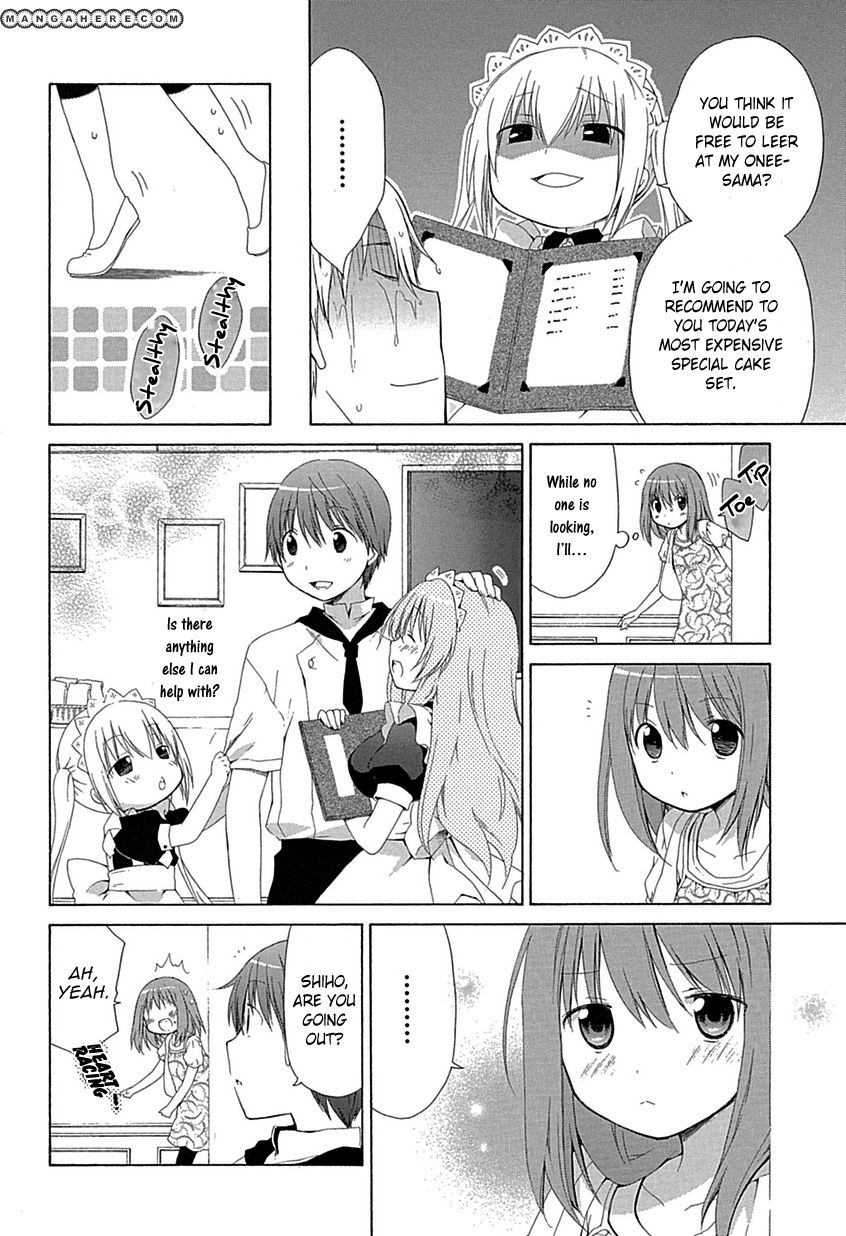 MANGAHERE.COM
YOU THINK IT
WOULD BE
FREE TO LEER
AT MY ONEE-
SAMA?
I'M GOING TO
RECOMMEND TO
YOU TODAY'S
MOST EXPENSIVE
SPECIAL CAKE
SET.
.........
Stealthy
Stealthy
Tip
Toe
While no
one is
looking,
I'll...
Is there
anything
else I can
help with?
.........
SHIHO,
ARE YOU
GOING
OUT?
AH,
YEAH.
HEART
RACING